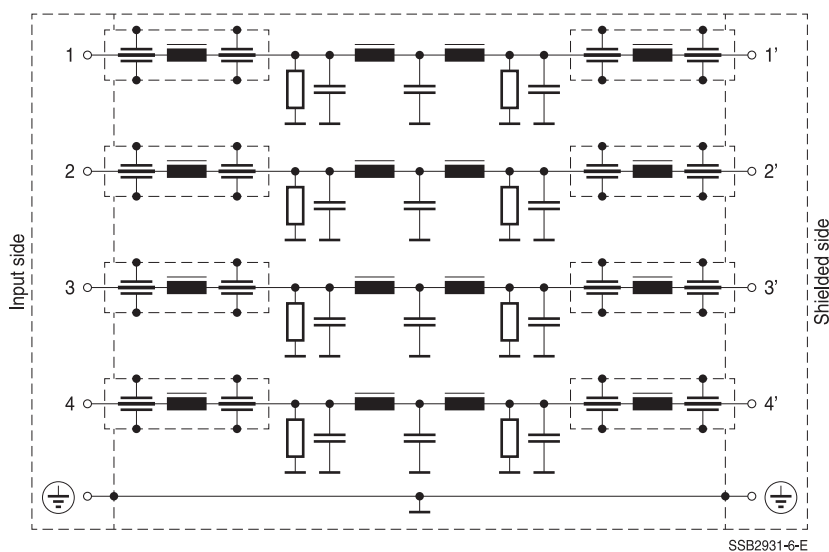 1
1'
2
2'
Input side
Shielded side
3
3'
4
4'
SSB2931-6-E